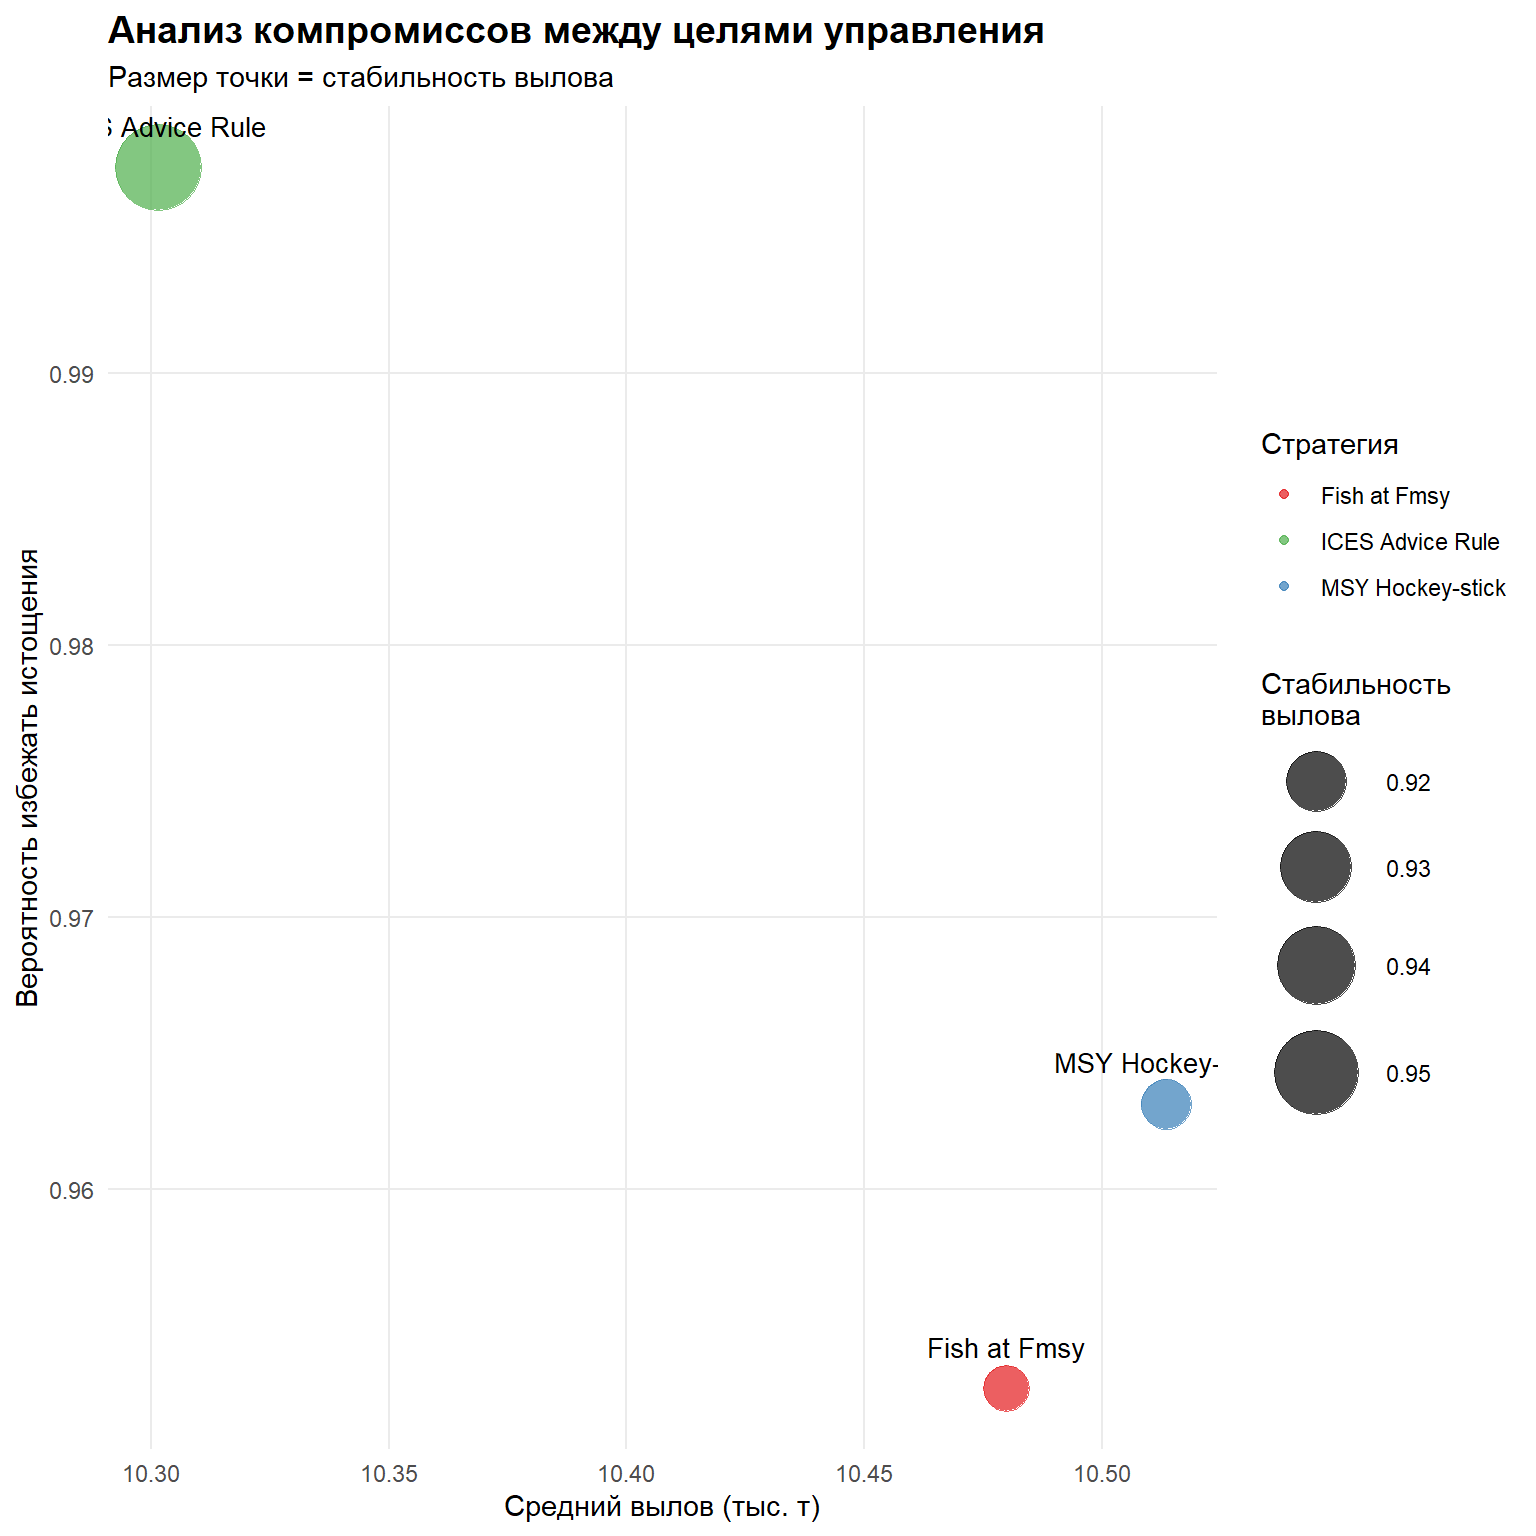 Анализ компромиссов между целями управления
Размер точки = стабильность вылова
S Advice Rule
0.99
0.98
0.97
0.96
Вероятность избежать истощения
MSY Hockey-
Fish at Fmsy
10.30
10.35
10.40
10.45
10.50
Средний вылов (тыс. т)
Стратегия
Fish at Fmsy
ICES Advice Rule
MSY Hockey-stick
Стабильность
вылова
0.92
0.93
0.94
0.95